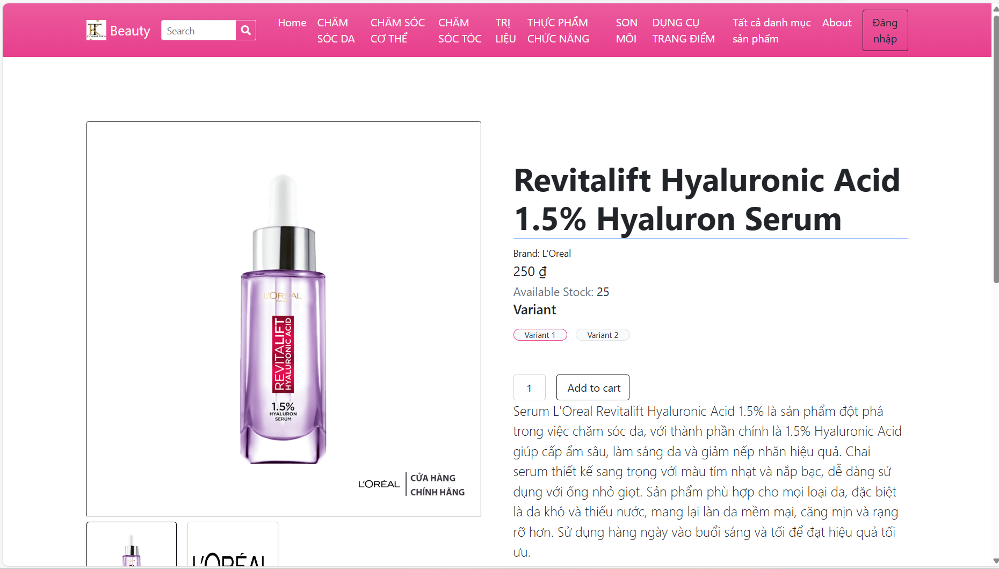 Beauty
Search
Home
CHĂM
SÓC DA
CHĂM SÓC
CƠ THỂ
CHĂM
SÓC TÓC
TRỊ
LIỆU
THỰC PHẨM
CHỨC NĂNG
SON
MÔI
DỤNG CỤ
TRANG ĐIỂM
Tất cả danh mục
sản phẩm
About
Đăng
nhập
L'ORÉAL
PARIS
REVITALIFT
HYALURONIC ACID
1.5%
HYALURON
SERUM
L'ORÉAL
CỬA HÀNG
CHÍNH HÃNG
L'ORÉAL
Revitalift Hyaluronic Acid
1.5% Hyaluron Serum
Brand: L’Oreal
250 ₫
Available Stock: 25
Variant
Variant 1
Variant 2
1
Add to cart
Serum L'Oreal Revitalift Hyaluronic Acid 1.5% là sản phẩm đột phá
trong việc chăm sóc da, với thành phần chính là 1.5% Hyaluronic Acid
giúp cấp ẩm sâu, làm sáng da và giảm nếp nhăn hiệu quả. Chai
serum thiết kế sang trọng với màu tím nhạt và nắp bạc, dễ dàng sử
dụng với ống nhỏ giọt. Sản phẩm phù hợp cho mọi loại da, đặc biệt
là da khô và thiếu nước, mang lại làn da mềm mại, căng mịn và rạng
rỡ hơn. Sử dụng hàng ngày vào buổi sáng và tối để đạt hiệu quả tối
ưu.